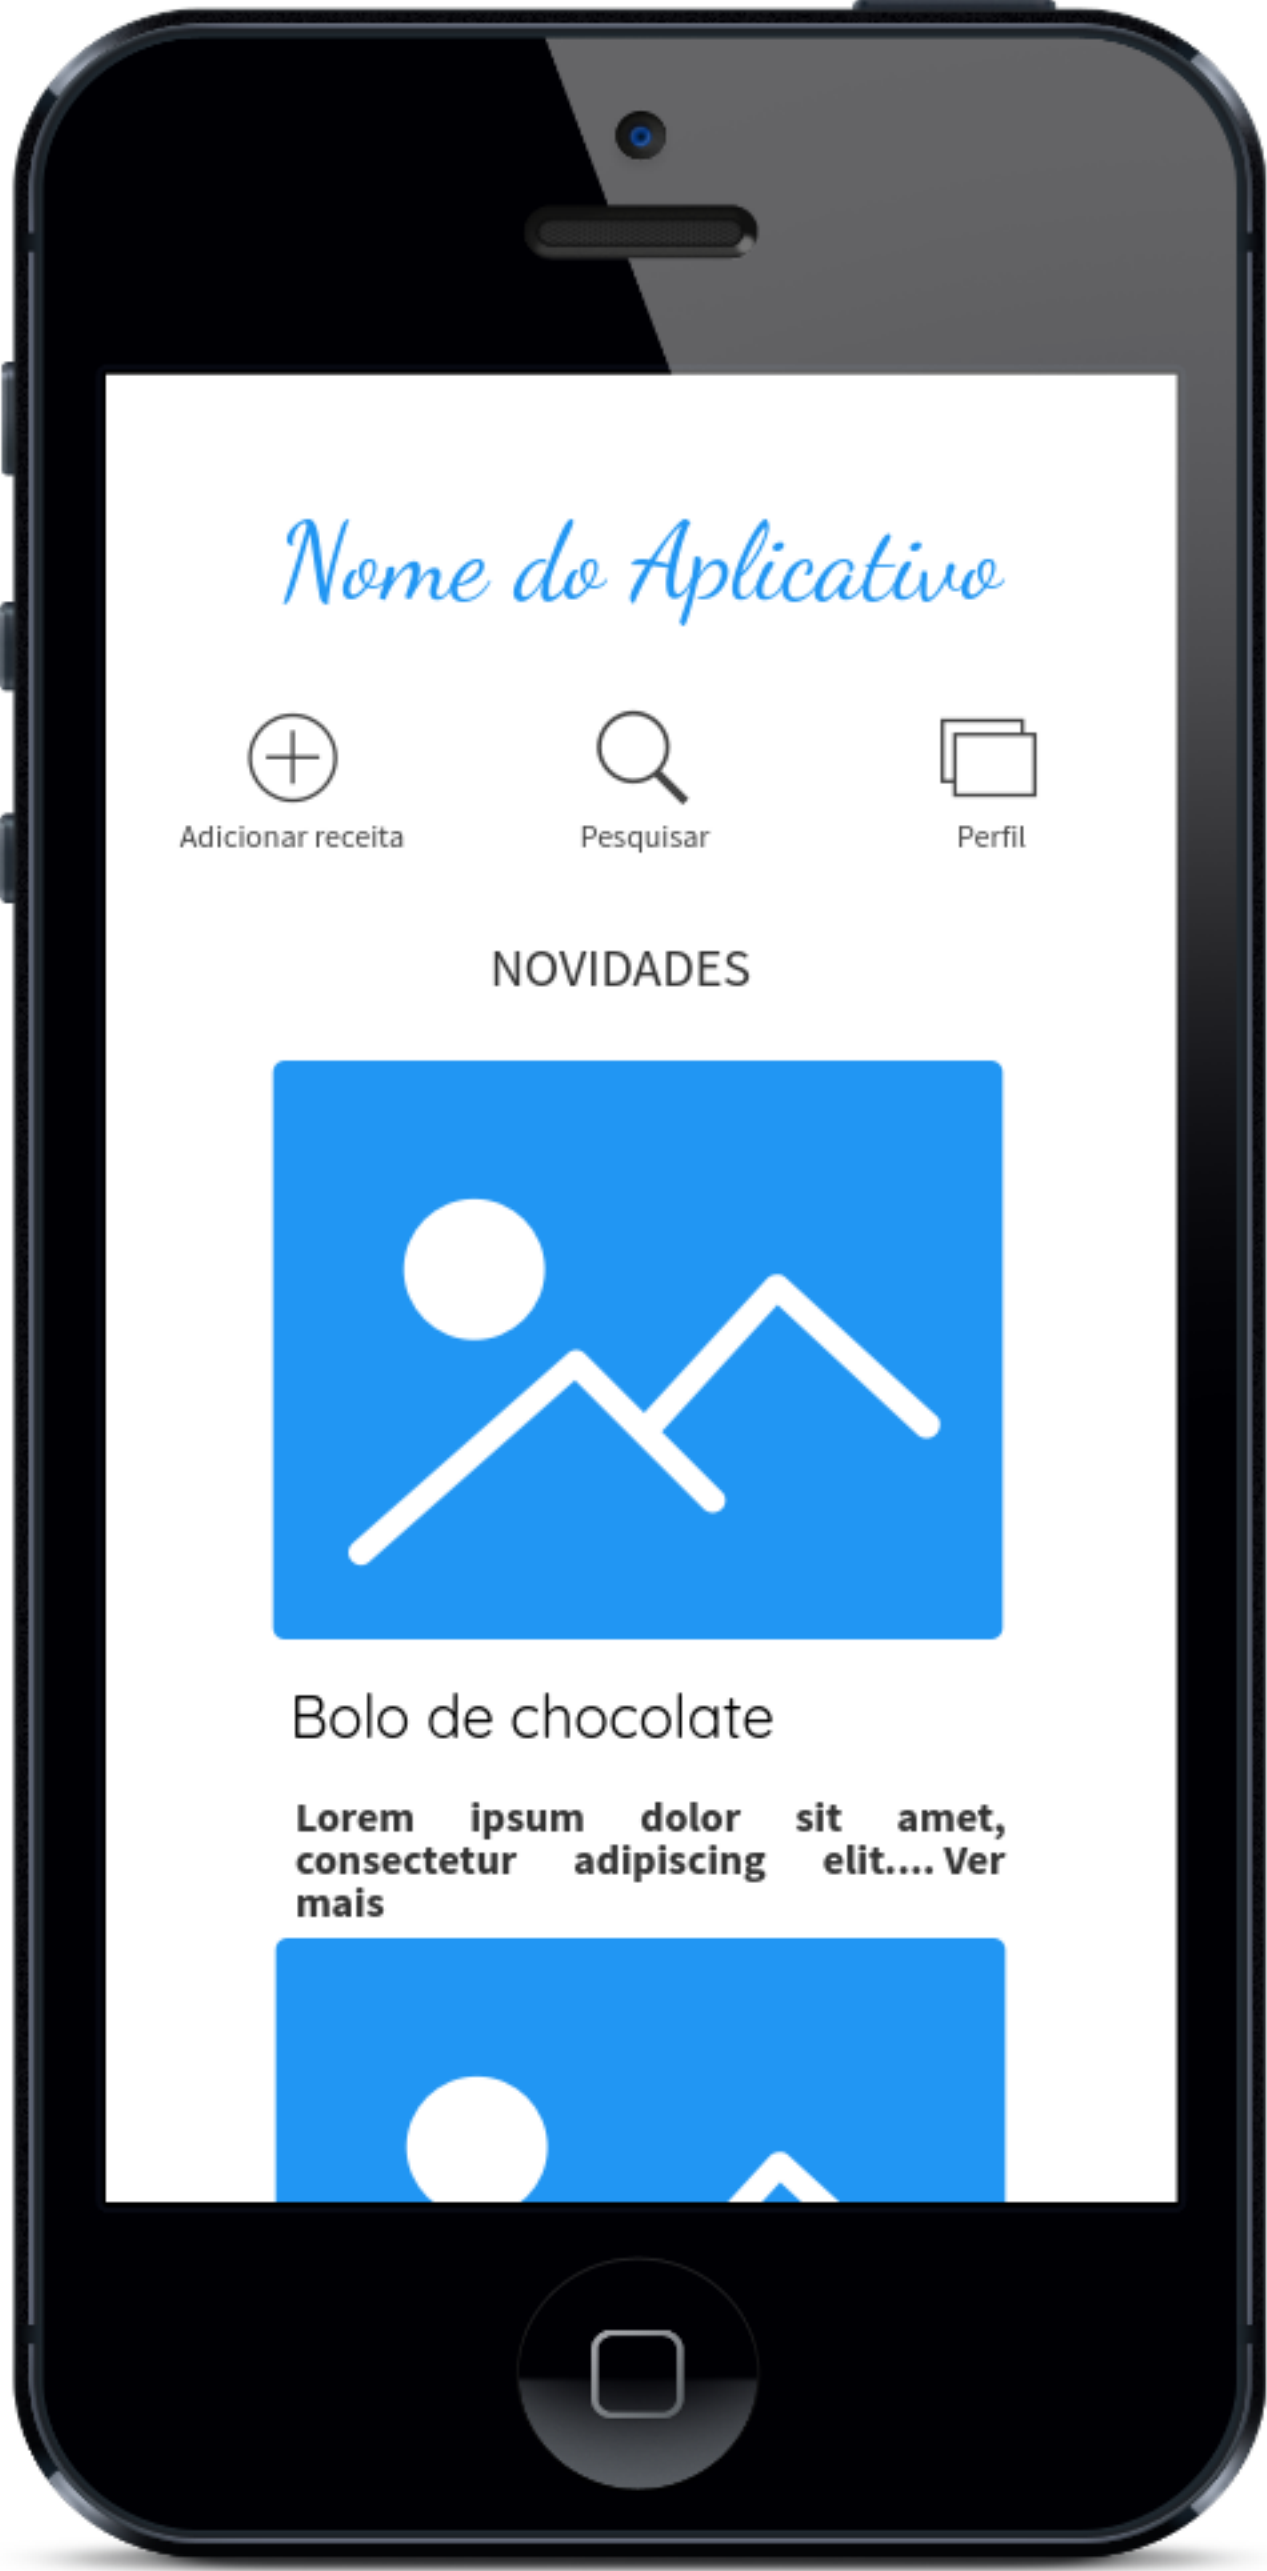 Nome do Aplicativo
Adicionar receita
Pesquisar
Perfil
NOVIDADES
Bolo de chocolate
Lorem ipsum dolor sit amet,
consectetur adipiscing elit.... Ver
mais